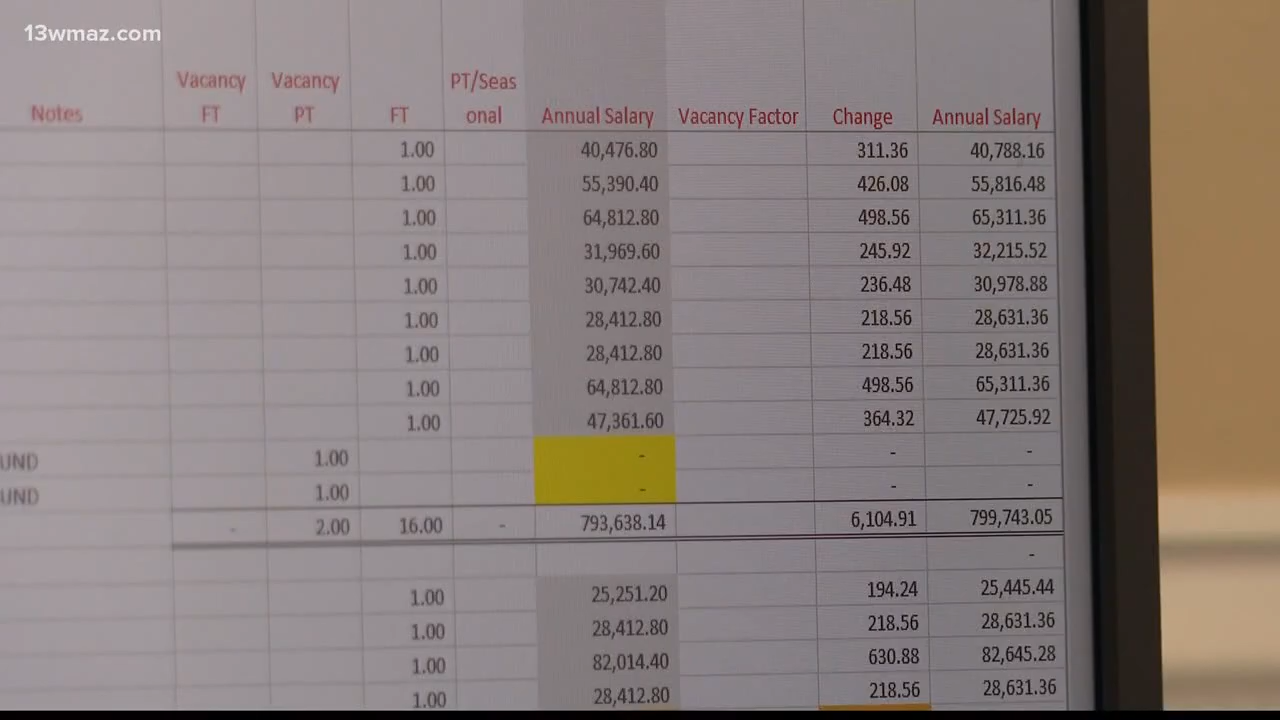 13wmaz.com
Vacancy Vacancy PT/Seas
Notes FT PT FT onal Annual Salary Vacancy Factor Change Annual Salary
1.00 40,476.80 311.36 40,788.16
1.00 55,390.40 426.08 55,816.48
1.00 64,812.80 498.56 65,311.36
1.00 31,969.60 245.92 32,215.52
1.00 30,742.40 236.48 30,978.88
1.00 28,412.80 218.56 28,631.36
1.00 28,412.80 218.56 28,631.36
1.00 64,812.80 498.56 65,311.36
1.00 47,361.60 364.32 47,725.92
UND 1.00 - - -
UND 1.00 - - -
- 2.00 16.00 - 793,638.14 6,104.91 799,743.05
-
1.00 25,251.20 194.24 25,445.44
1.00 28,412.80 218.56 28,631.36
1.00 82,014.40 630.88 82,645.28
1.00 28,412.80 218.56 28,631.36